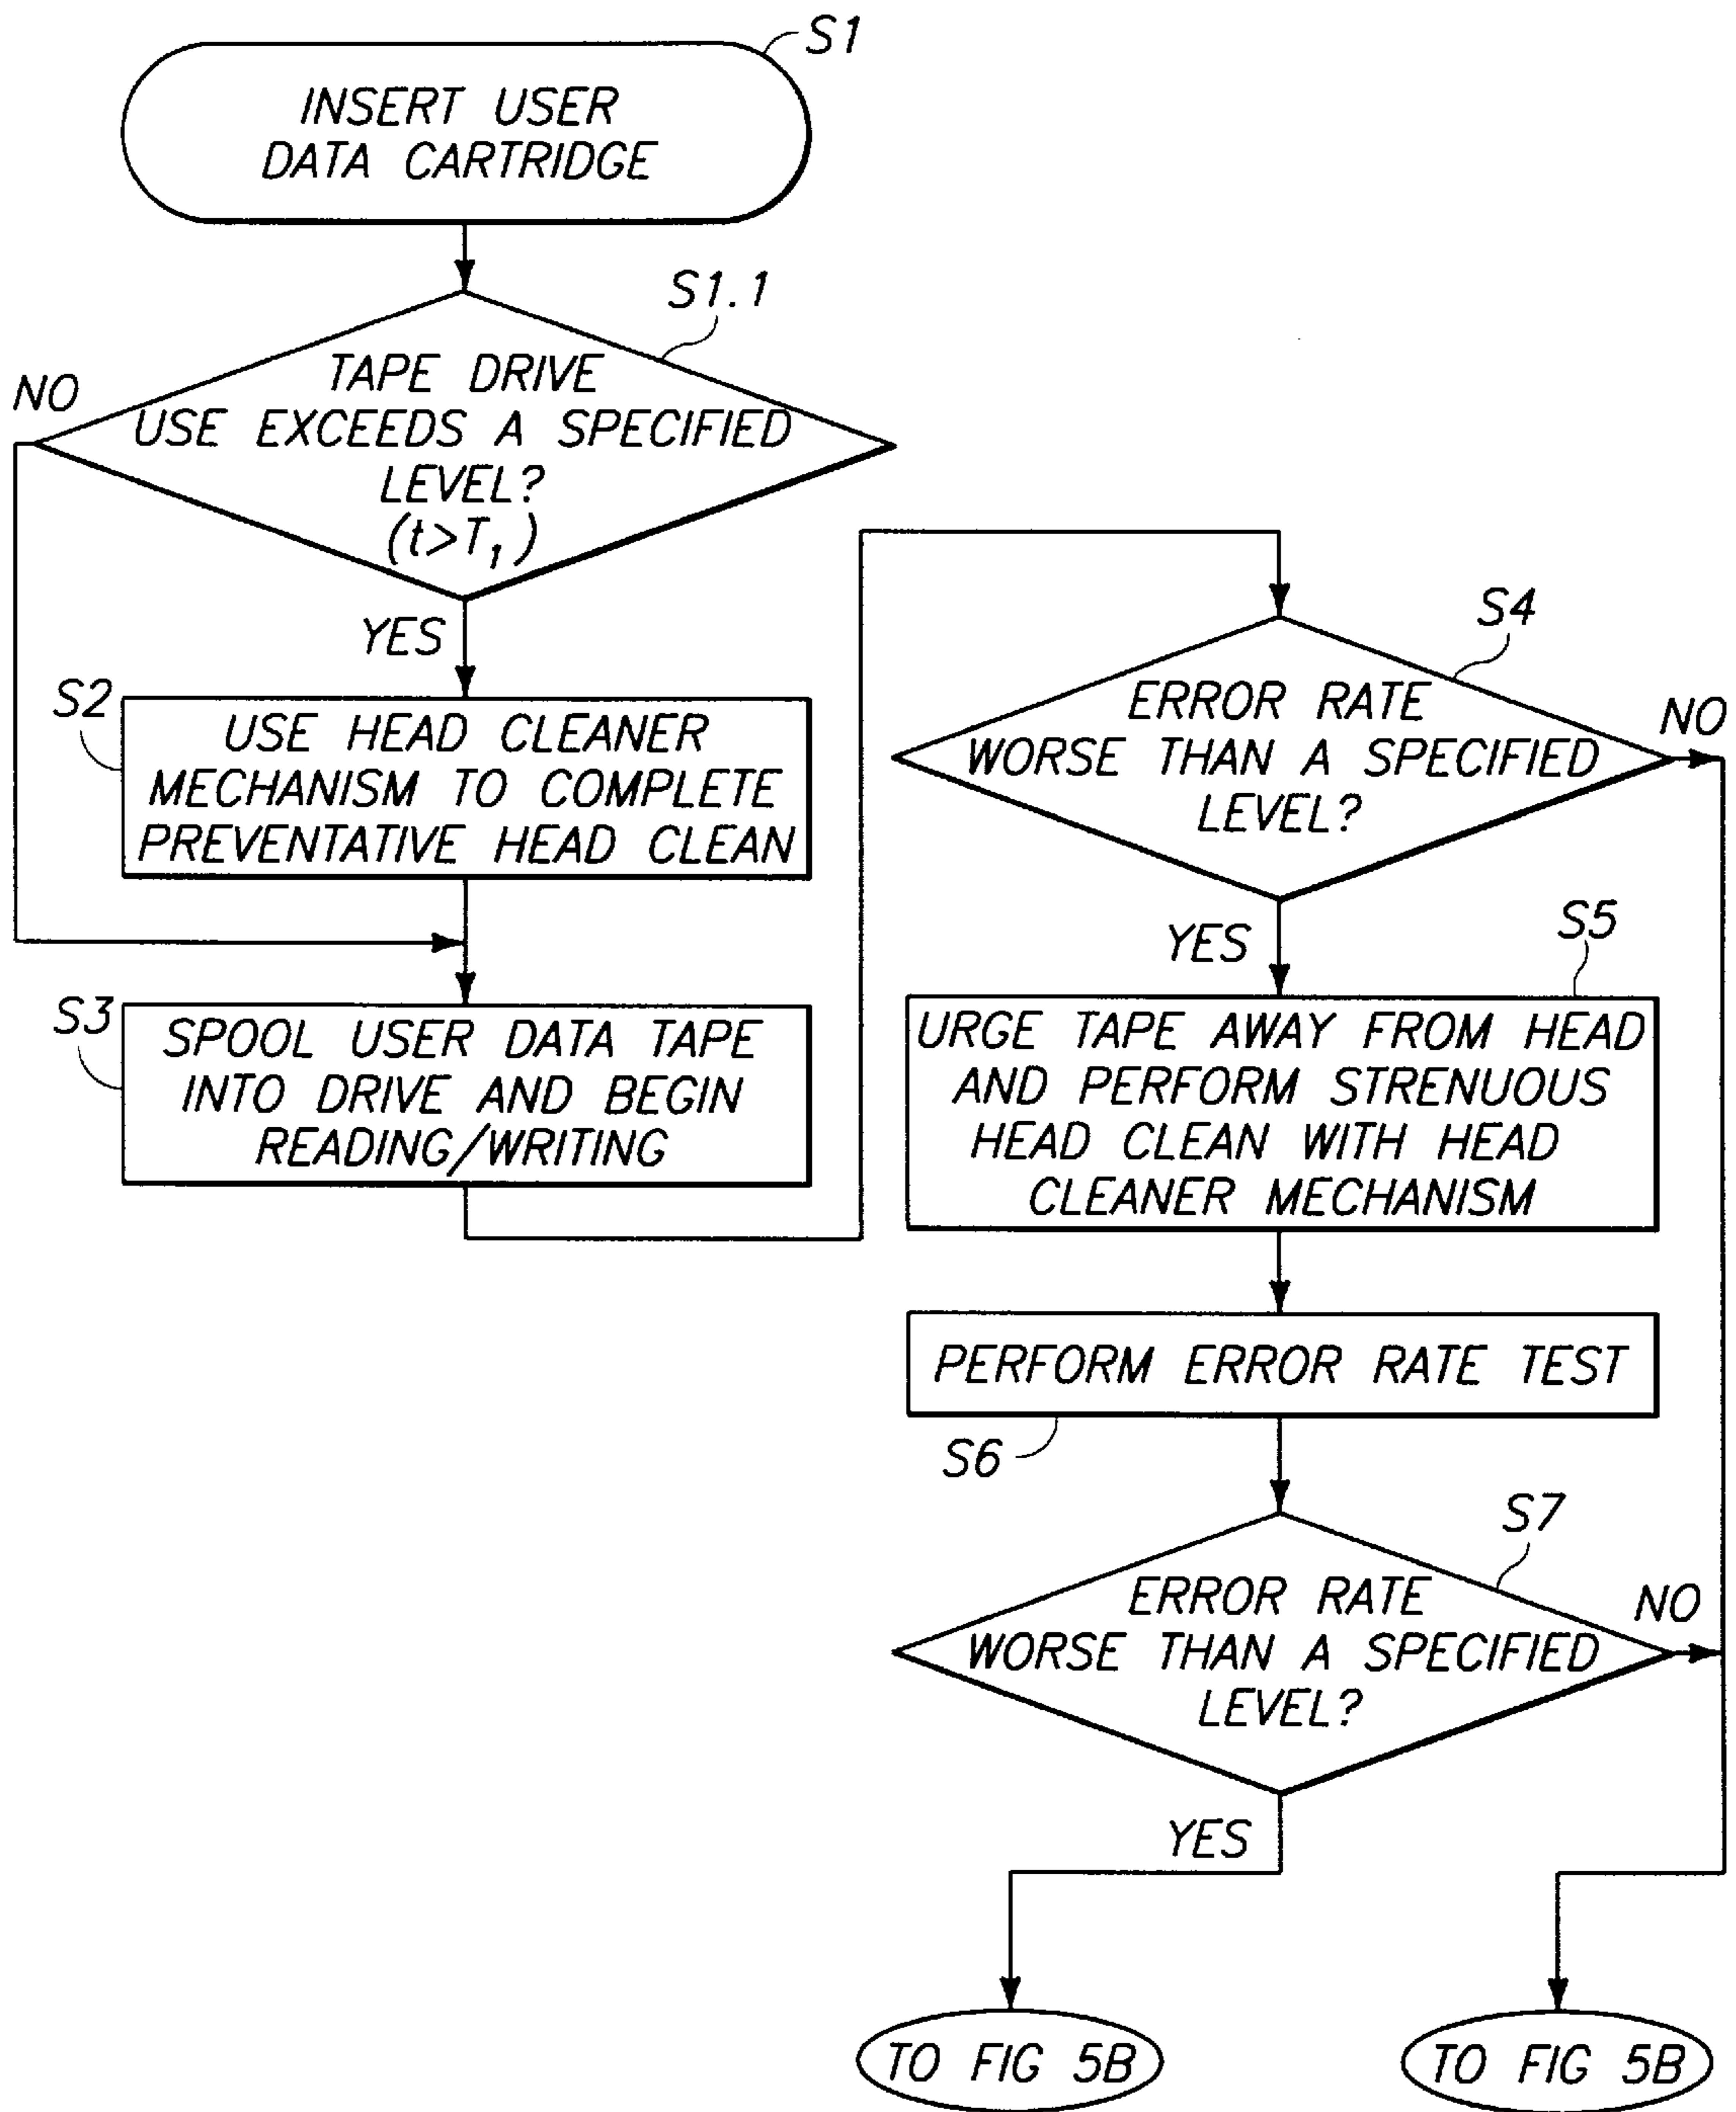 S1
INSERT USER
DATA CARTRIDGE
S1.1
TAPE DRIVE
USE EXCEEDS A SPECIFIED
LEVEL?
(t>T₁)
NO
YES
S2
USE HEAD CLEANER
MECHANISM TO COMPLETE
PREVENTATIVE HEAD CLEAN
S3
SPOOL USER DATA TAPE
INTO DRIVE AND BEGIN
READING/WRITING
S4
ERROR RATE
WORSE THAN A SPECIFIED
LEVEL?
NO
YES
S5
URGE TAPE AWAY FROM HEAD
AND PERFORM STRENUOUS
HEAD CLEAN WITH HEAD
CLEANER MECHANISM
PERFORM ERROR RATE TEST
S6
S7
ERROR RATE
WORSE THAN A SPECIFIED
LEVEL?
NO
YES
TO FIG 5B
TO FIG 5B